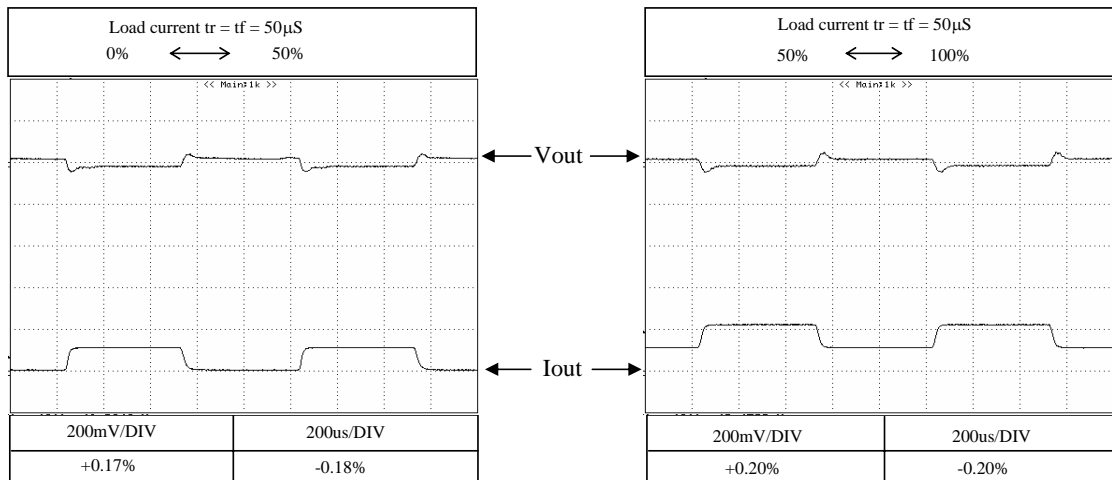 Load current tr = tf = 50µS
0% 50%
<< Main:1k >>
200mV/DIV 200us/DIV
+0.17% -0.18%
Vout
Iout
Load current tr = tf = 50µS
50% 100%
<< Main:1k >>
200mV/DIV 200us/DIV
+0.20% -0.20%